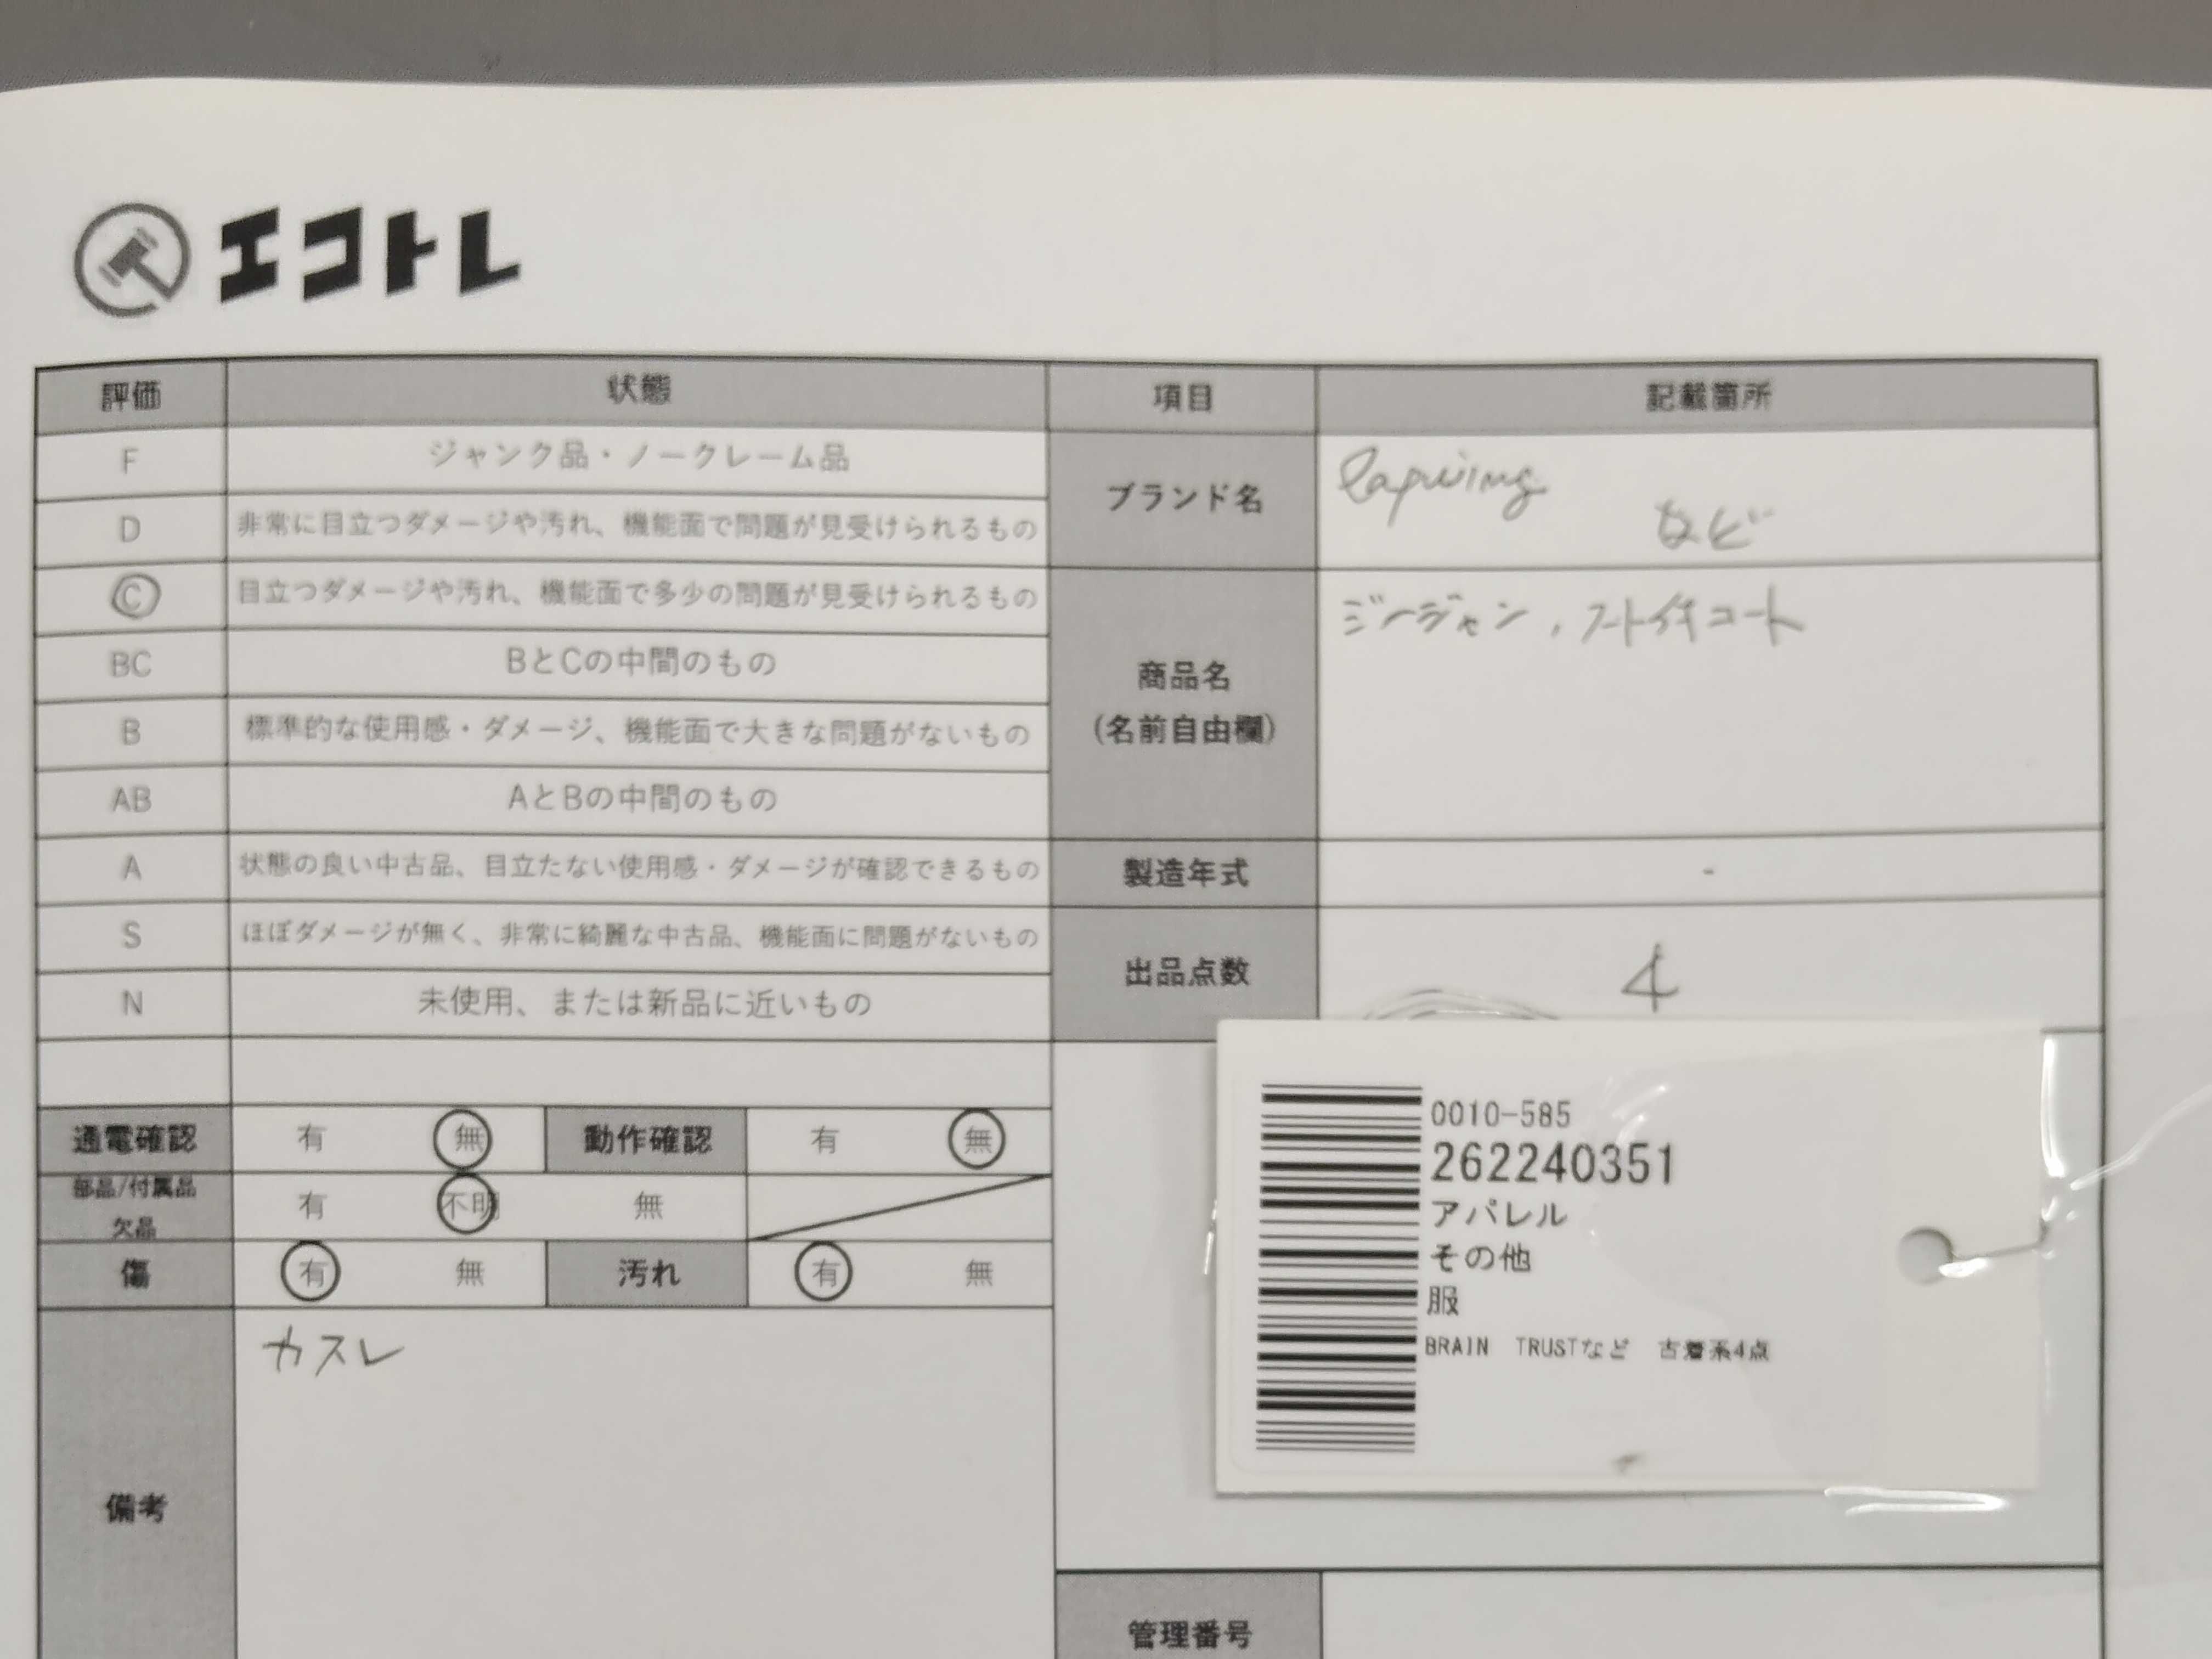 エコトレ
評価 状態 項目 記載箇所
F ジャンク品・ノークレーム品
D 非常に目立つダメージや汚れ、機能面で問題が見受けられるもの
C 目立つダメージや汚れ、機能面で多少の問題が見受けられるもの
BC BとCの中間のもの
B 標準的な使用感・ダメージ、機能面で大きな問題がないもの
AB AとBの中間のもの
A 状態の良い中古品、目立たない使用感・ダメージが確認できるもの
S ほぼダメージが無く、非常に綺麗な中古品、機能面に問題がないもの
N 未使用、または新品に近いもの
ブランド名
など
商品名
(名前自由欄)
ジージャン, コート
製造年式 -
出品点数 4
通電確認 有 無 動作確認 有 無
部品/付属品
欠品
有 不明 無
傷 有 無 汚れ 有 無
備考
カスレ
0010-585
262240351
アパレル
その他
服
BRAIN TRUSTなど 古着系4点
管理番号